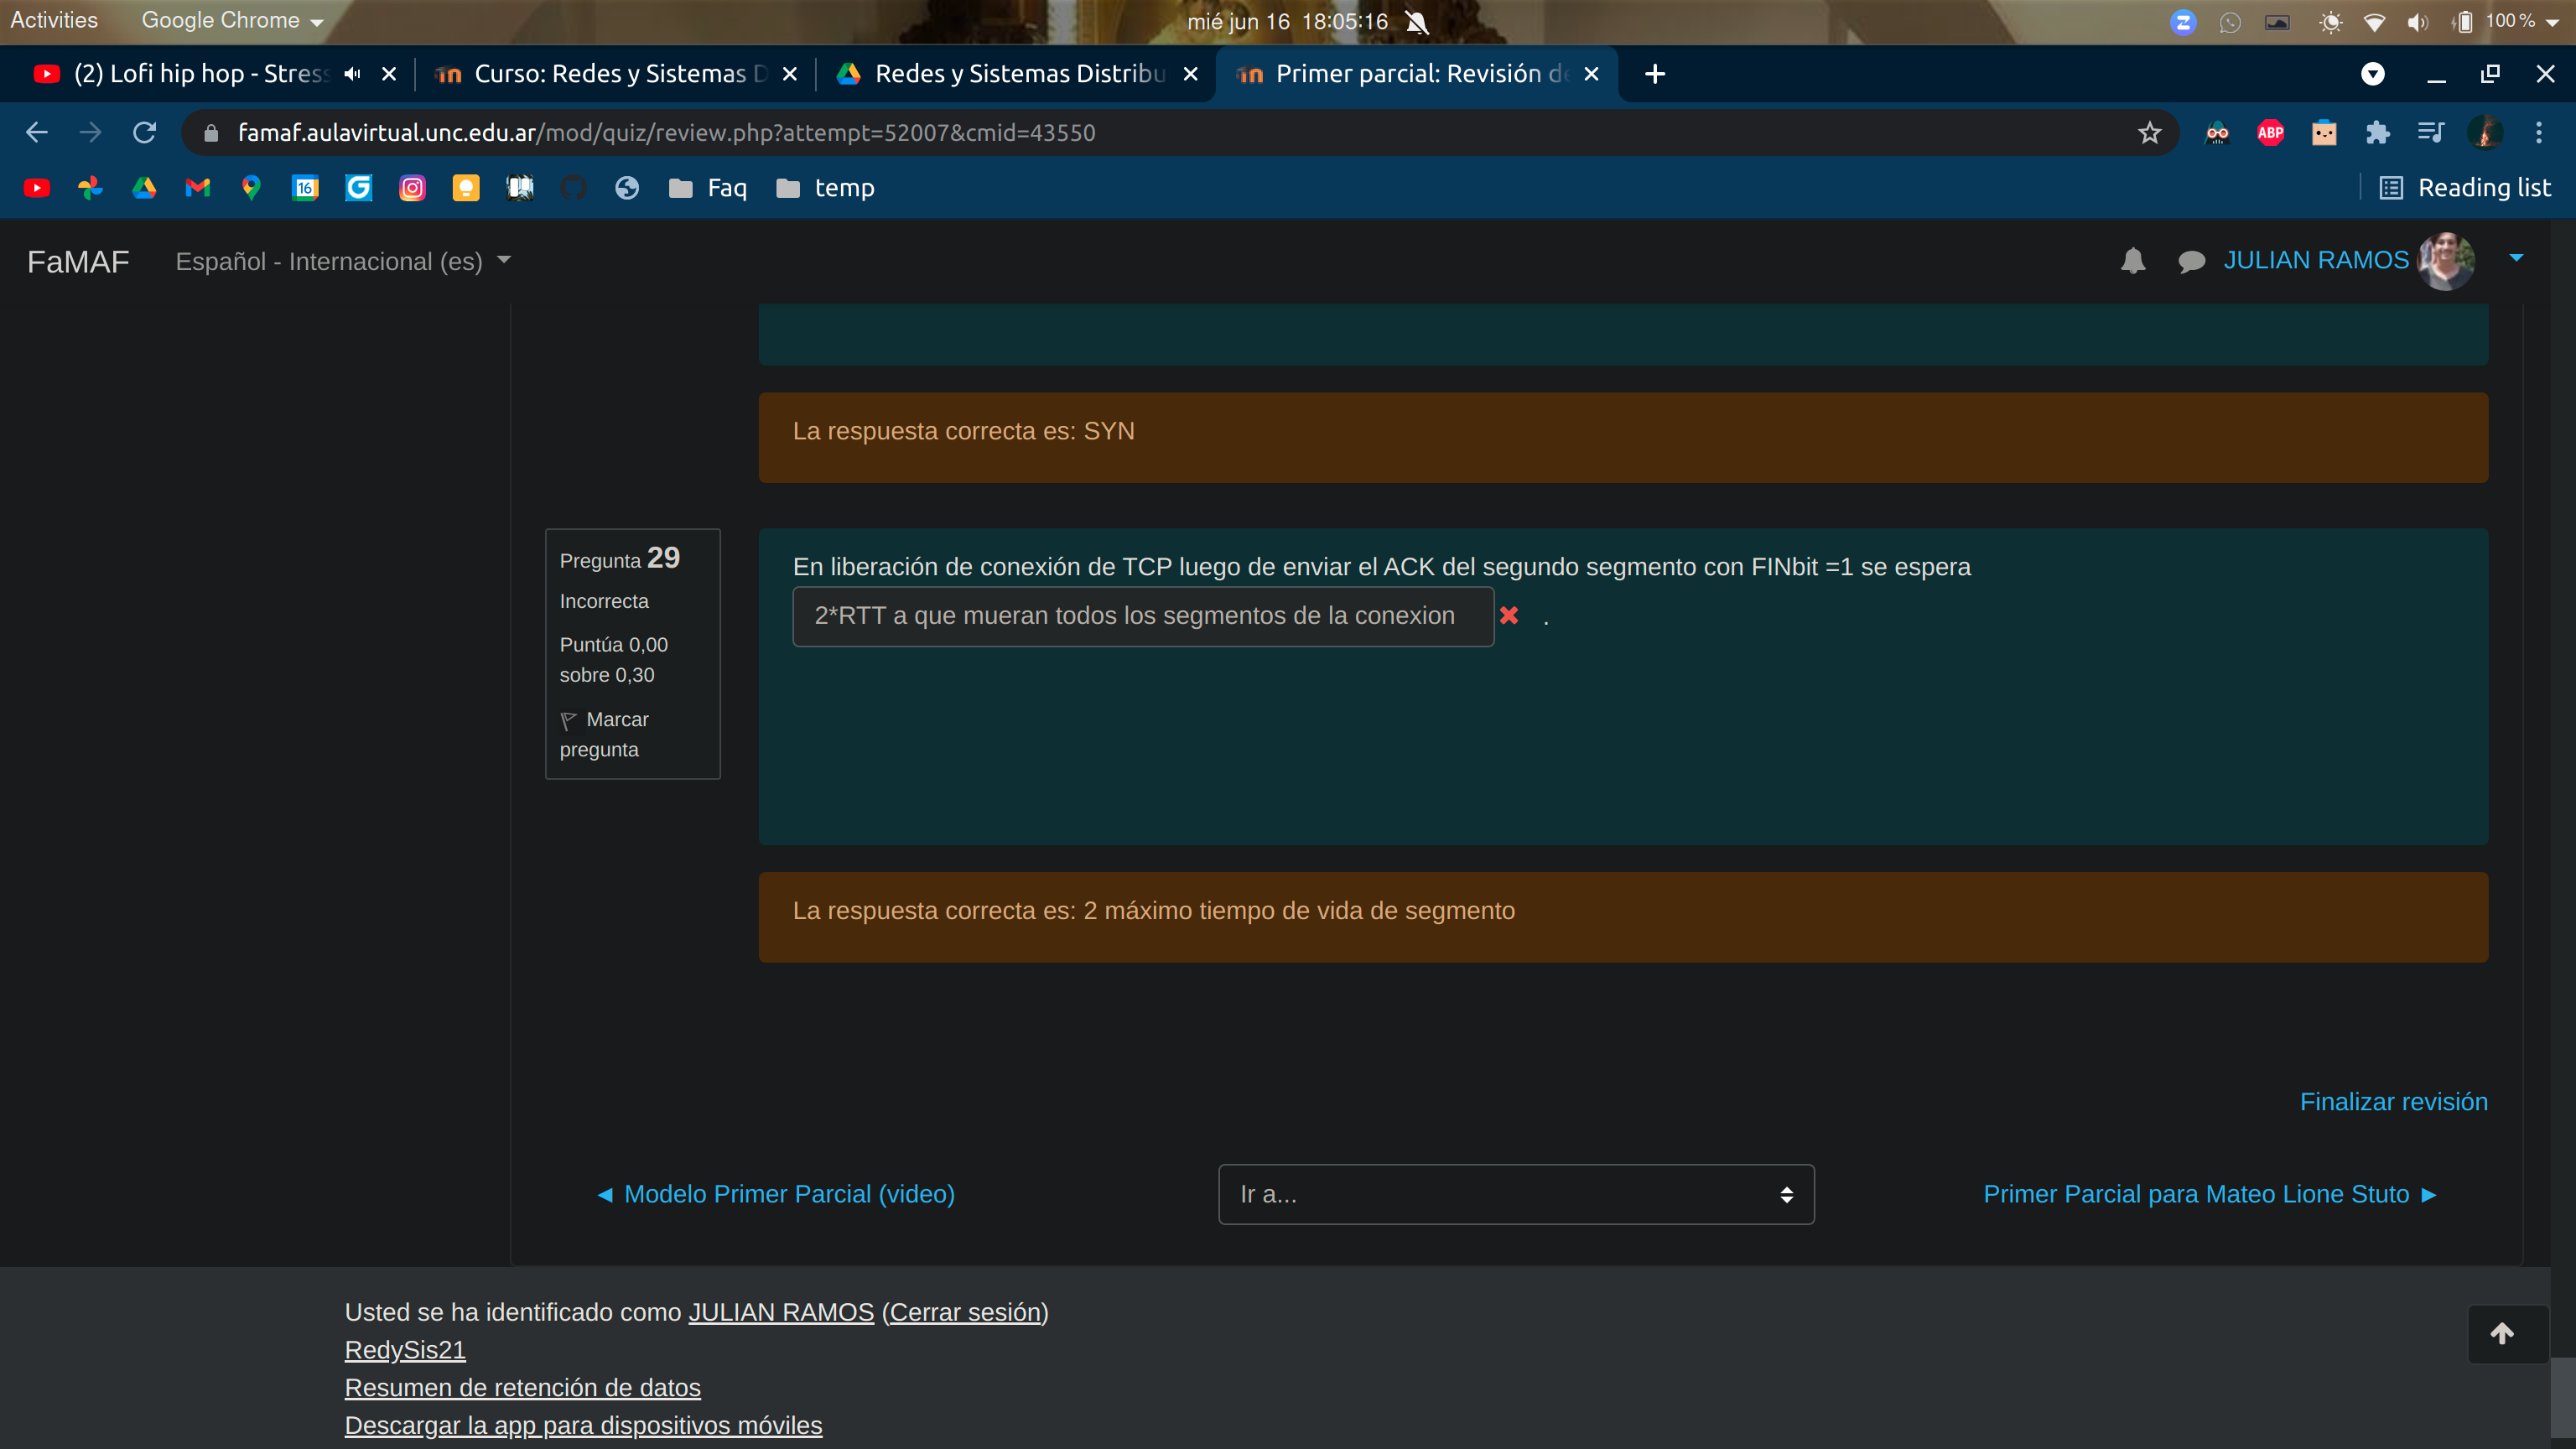 Activities Google Chrome mié jun 16 18:05:16 100 %
(2) Lofi hip hop - Stress Curso: Redes y Sistemas D Redes y Sistemas Distribu Primer parcial: Revisión de
famaf.aulavirtual.unc.edu.ar/mod/quiz/review.php?attempt=52007&cmid=43550 ABP
16 Faq temp Reading list
FaMAF Español - Internacional (es) JULIAN RAMOS
La respuesta correcta es: SYN
Pregunta 29
Incorrecta
Puntúa 0,00
sobre 0,30
Marcar
pregunta
En liberación de conexión de TCP luego de enviar el ACK del segundo segmento con FINbit =1 se espera
2*RTT a que mueran todos los segmentos de la conexion .
La respuesta correcta es: 2 máximo tiempo de vida de segmento
Finalizar revisión
◄ Modelo Primer Parcial (video) Ir a... Primer Parcial para Mateo Lione Stuto ►
Usted se ha identificado como JULIAN RAMOS (Cerrar sesión)
RedySis21
Resumen de retención de datos
Descargar la app para dispositivos móviles